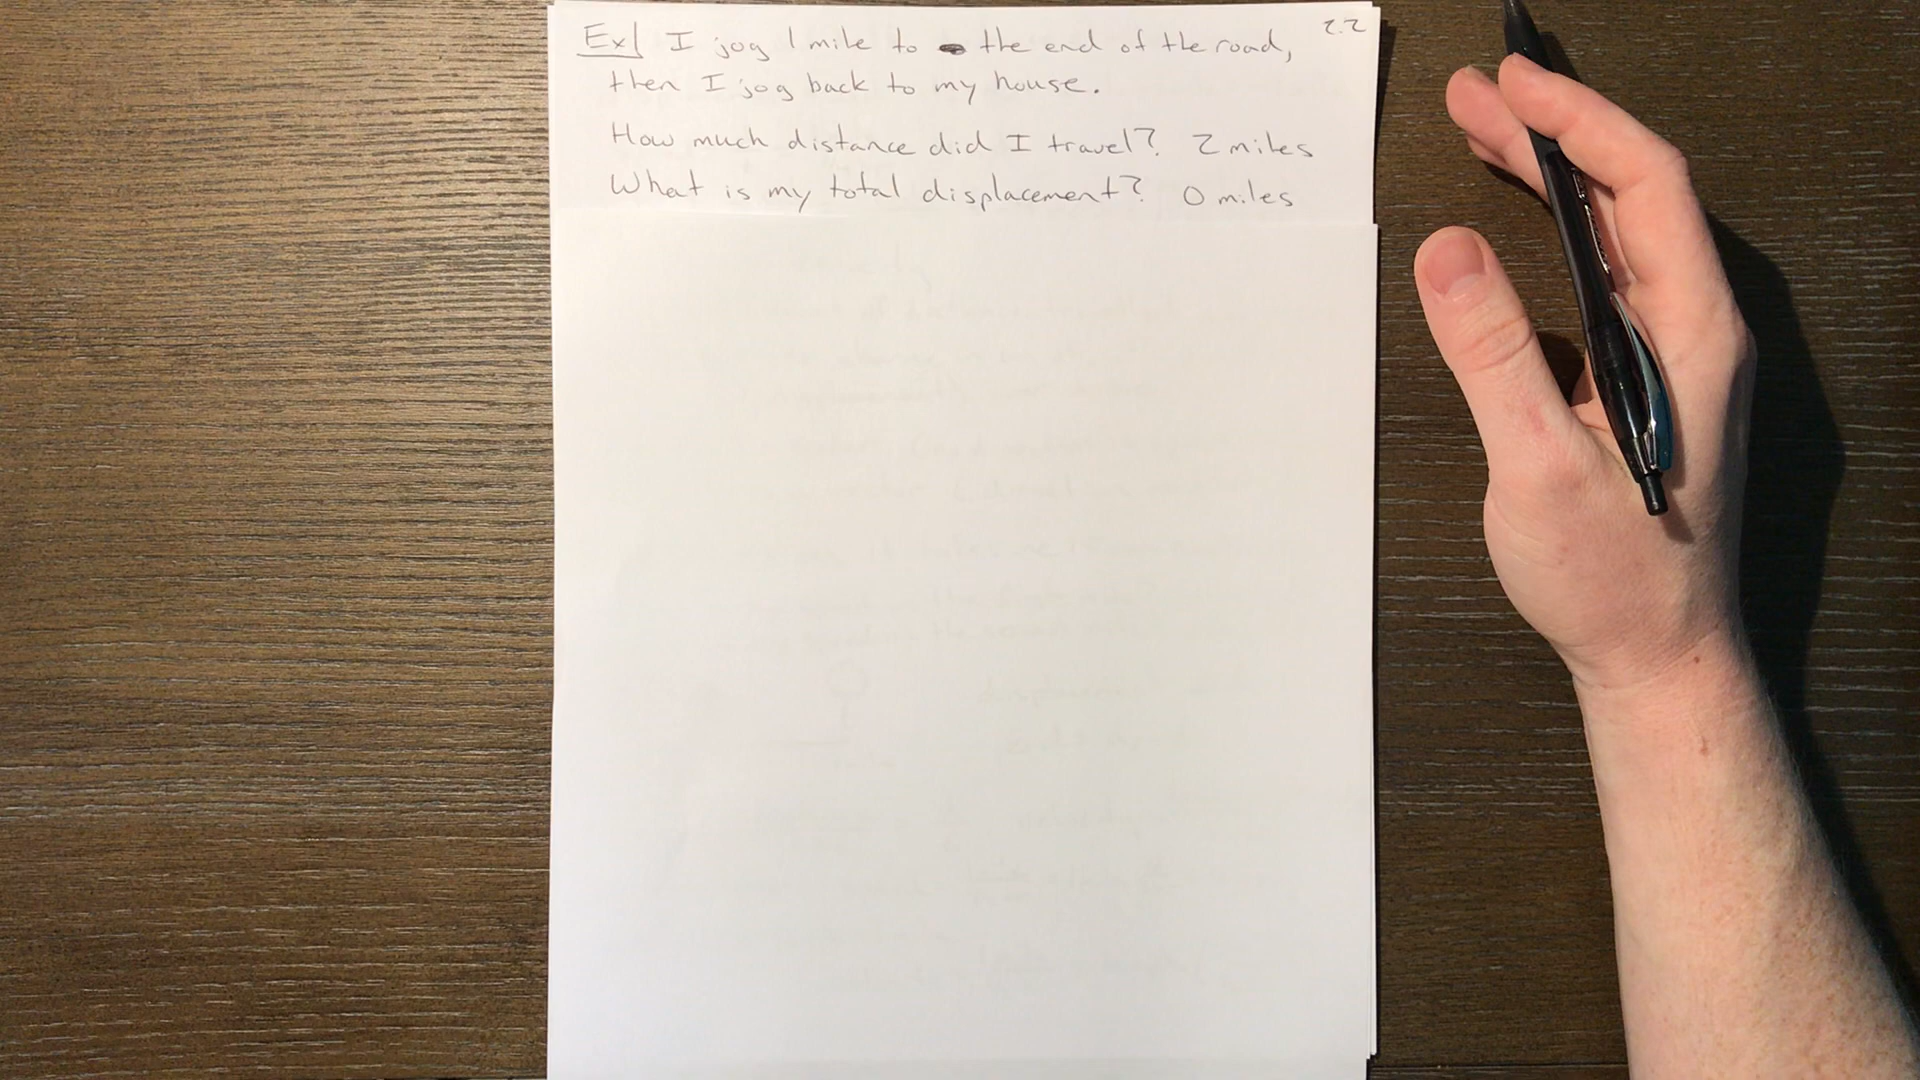 Ex) I jog 1 mile to the end of the road,
2.2
then I jog back to my house.
How much distance did I travel? 2 miles
What is my total displacement? 0 miles